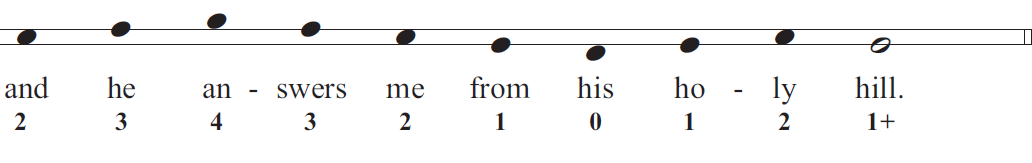 and he an - swers me from his ho - ly hill.
2 3 4 3 2 1 0 1 2 1+